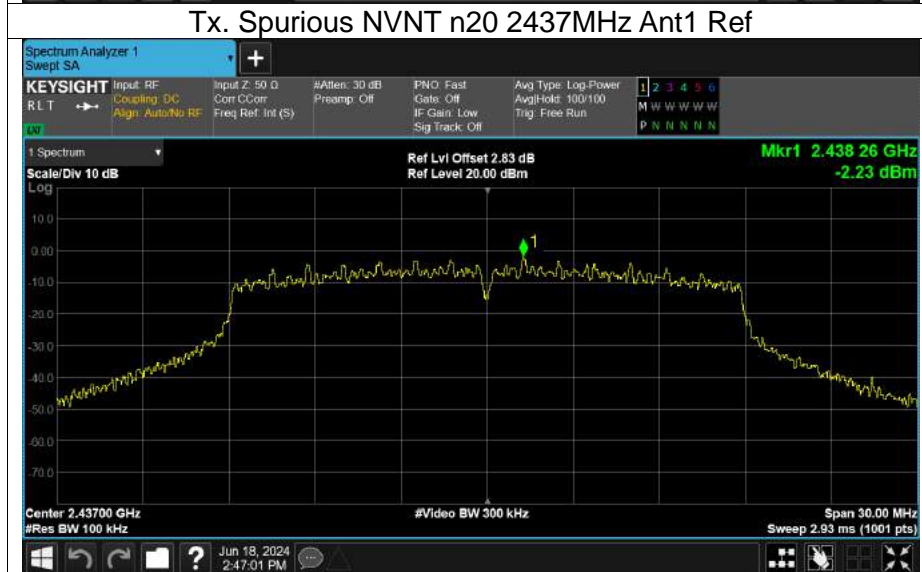 Tx. Spurious NVNT n20 2437MHz Ant1 Ref
Spectrum Analyzer 1
Swept SA
+
KEYSIGHT
RLT
LXI
Input: RF
Coupling: DC
Align: Auto/No RF
Input Z: 50 Ω
Corr CCorr
Freq Ref: Int (S)
#Atten: 30 dB
Preamp: Off
PNO: Fast
Gate: Off
IF Gain: Low
Sig Track: Off
Avg Type: Log-Power
Avg|Hold: 100/100
Trig: Free Run
1 2 3 4 5 6
M W W W W W
P N N N N N
1 Spectrum
Scale/Div 10 dB
Log
Ref Lvl Offset 2.83 dB
Ref Level 20.00 dBm
Mkr1 2.438 26 GHz
-2.23 dBm
1
10.0
0.00
-10.0
-20.0
-30.0
-40.0
-50.0
-60.0
-70.0
Center 2.43700 GHz
#Res BW 100 kHz
#Video BW 300 kHz
Span 30.00 MHz
Sweep 2.93 ms (1001 pts)
?
Jun 18, 2024
2:47:01 PM